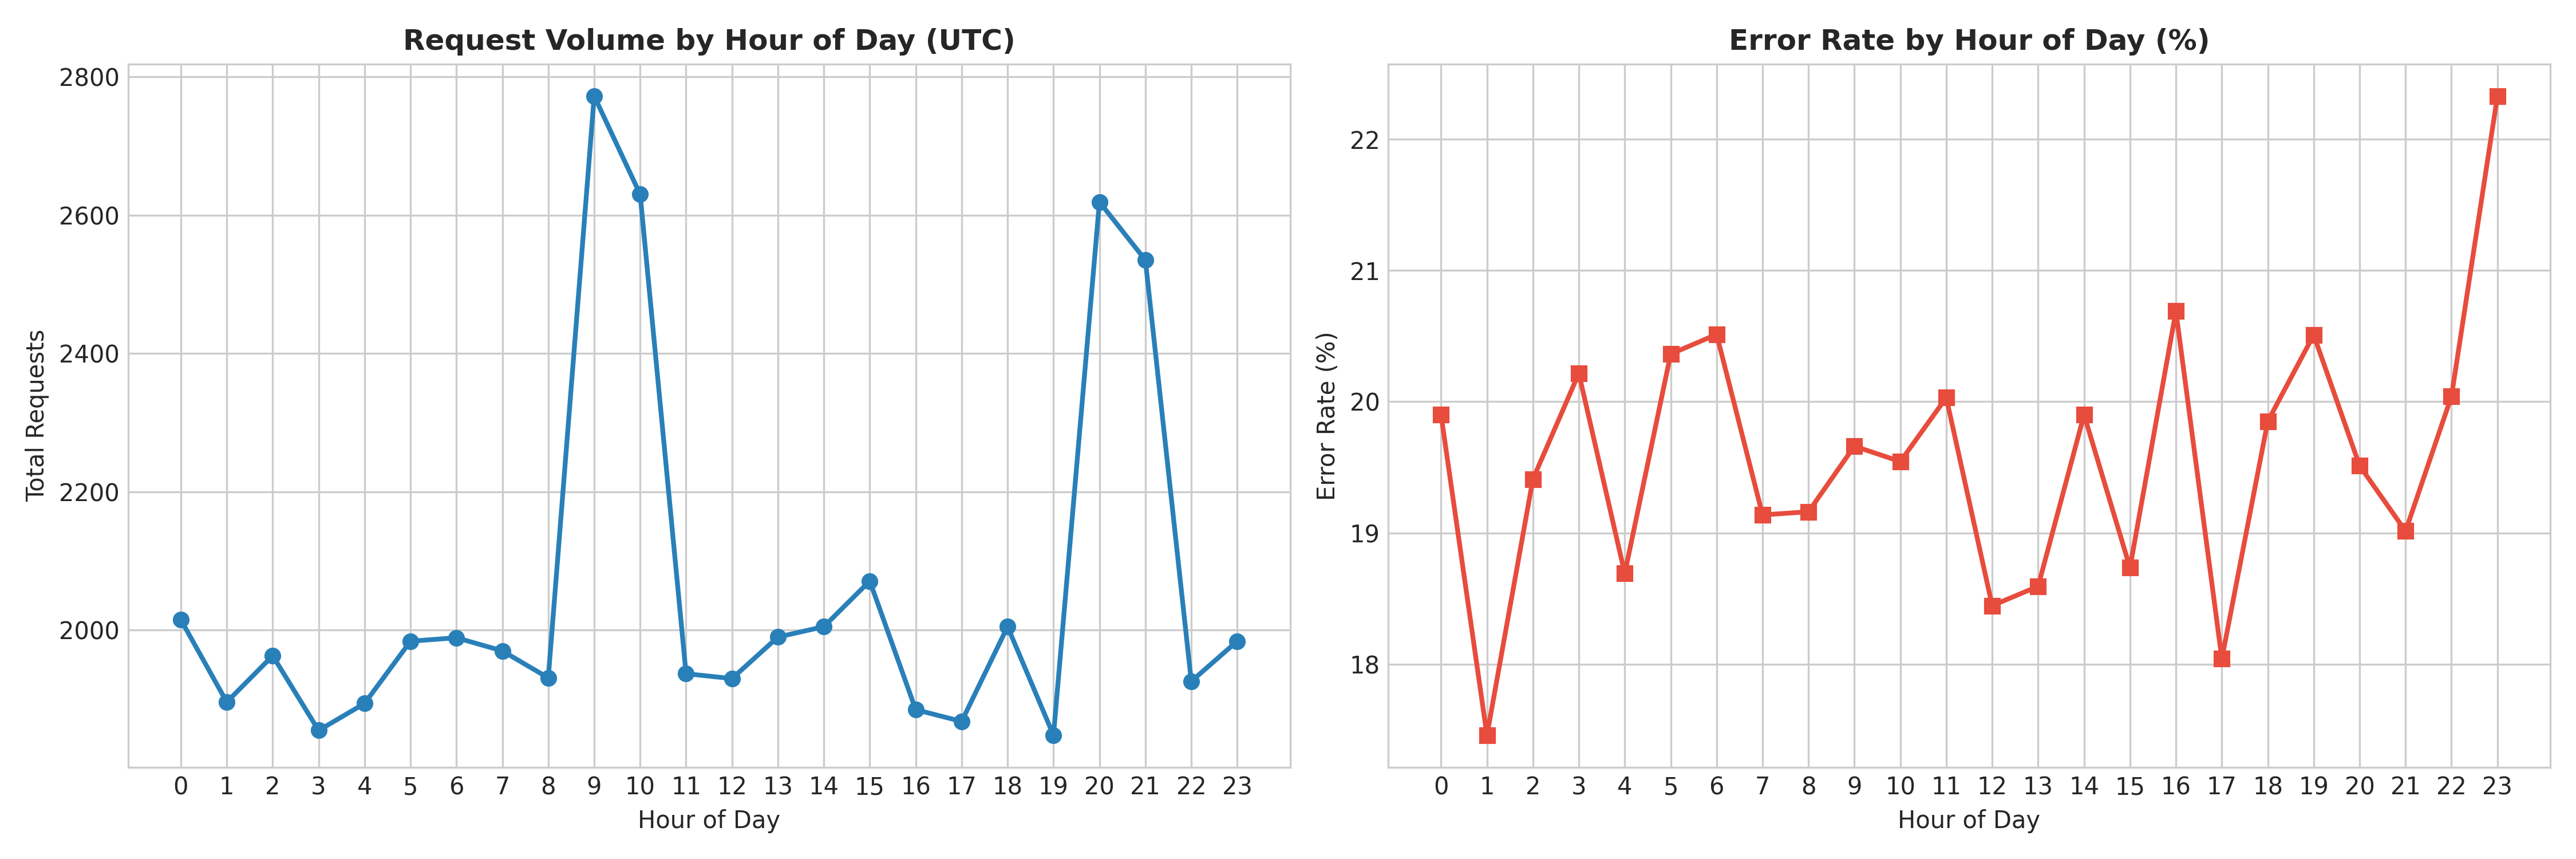 Request Volume by Hour of Day (UTC)
Total Requests
2800
2600
2400
2200
2000
0 1 2 3 4 5 6 7 8 9 10 11 12 13 14 15 16 17 18 19 20 21 22 23
Hour of Day
Error Rate by Hour of Day (%)
Error Rate (%)
22
21
20
19
18
0 1 2 3 4 5 6 7 8 9 10 11 12 13 14 15 16 17 18 19 20 21 22 23
Hour of Day